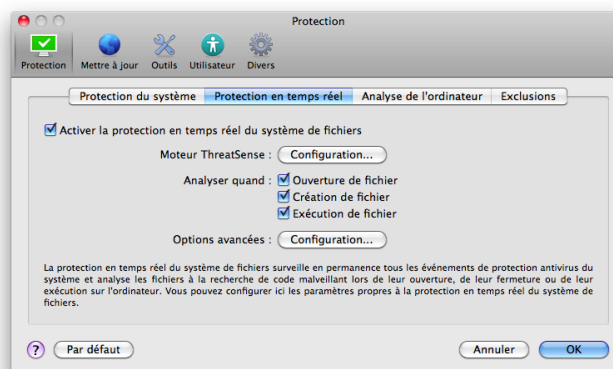 Protection
Protection Mettre à jour Outils Utilisateur Divers
Protection du système Protection en temps réel Analyse de l'ordinateur Exclusions
Activer la protection en temps réel du système de fichiers
Moteur ThreatSense : Configuration...
Analyser quand : Ouverture de fichier
Création de fichier
Exécution de fichier
Options avancées : Configuration...
La protection en temps réel du système de fichiers surveille en permanence tous les événements de protection antivirus du
système et analyse les fichiers à la recherche de code malveillant lors de leur ouverture, de leur fermeture ou de leur
exécution sur l'ordinateur. Vous pouvez configurer ici les paramètres propres à la protection en temps réel du système de
fichiers.
? Par défaut Annuler OK